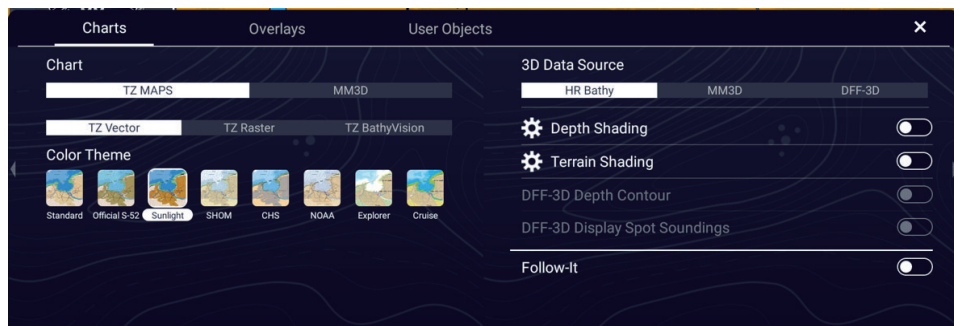 Charts Overlays User Objects ×
Chart
TZ MAPS MM3D
TZ Vector TZ Raster TZ BathyVision
Color Theme
Standard Official S-52 Sunlight SHOM CHS NOAA Explorer Cruise
3D Data Source
HR Bathy MM3D DFF-3D
Depth Shading
Terrain Shading
DFF-3D Depth Contour
DFF-3D Display Spot Soundings
Follow-It